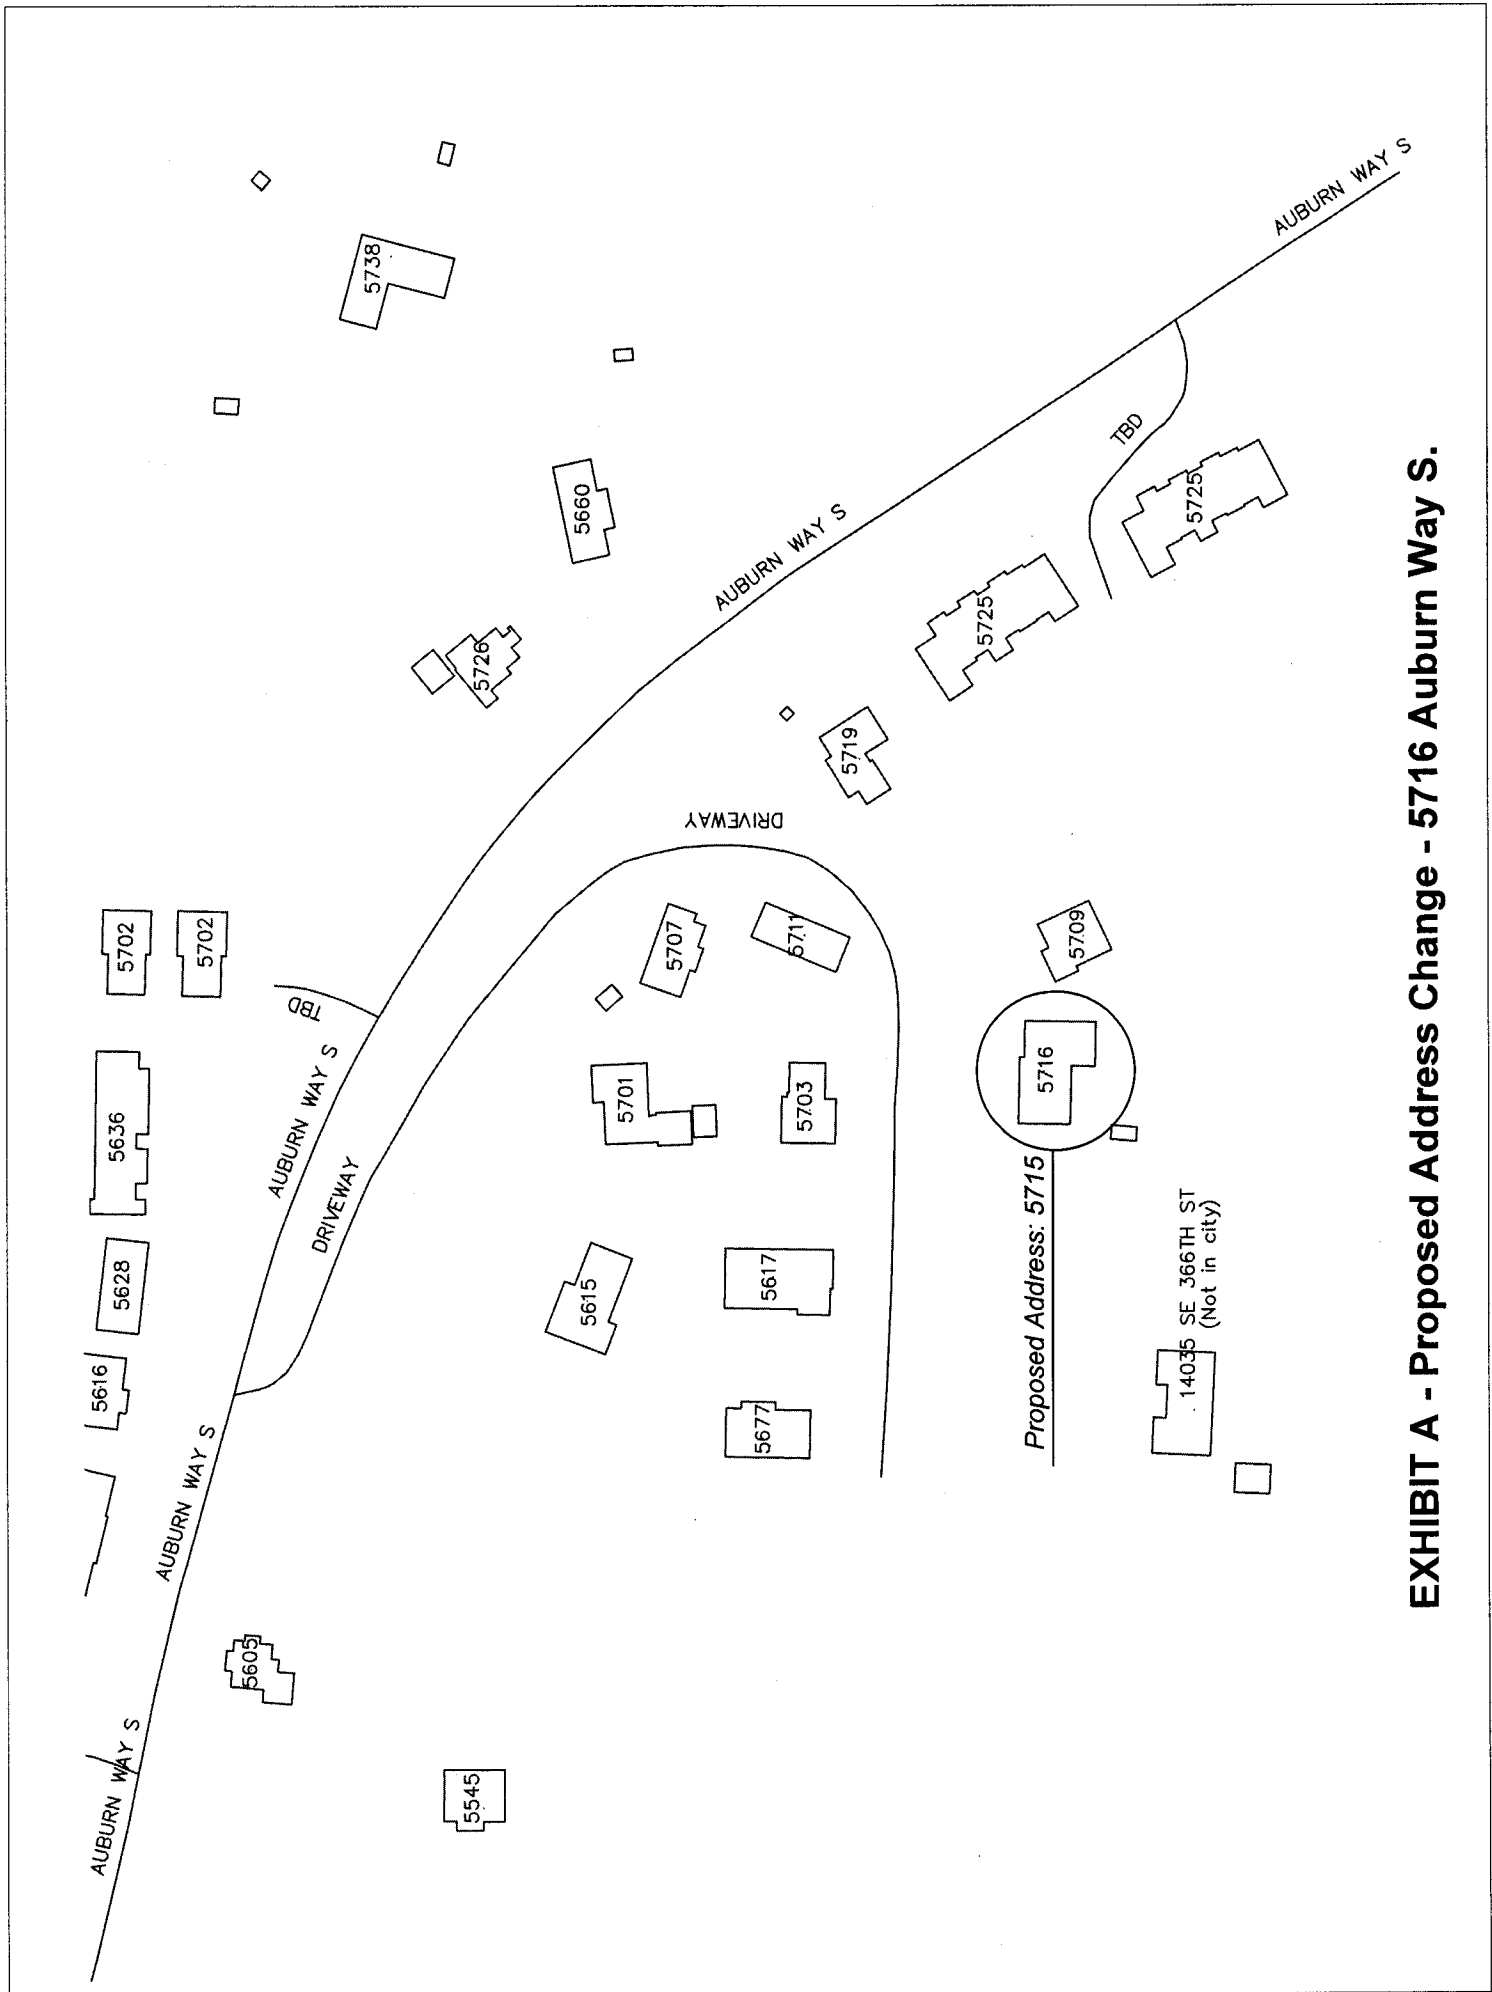 AUBURN WAY S
5545
5605
AUBURN WAY S
5616
5628
5636
5702
5702
TBD
AUBURN WAY S
DRIVEWAY
5615
5617
5677
5701
5703
5707
5711
DRIVEWAY
5726
5660
5738
AUBURN WAY S
AUBURN WAY S
TBD
5725
5725
5719
5709
5716
Proposed Address: 5715
14035 SE 366TH ST
(Not in city)
EXHIBIT A - Proposed Address Change - 5716 Auburn Way S.